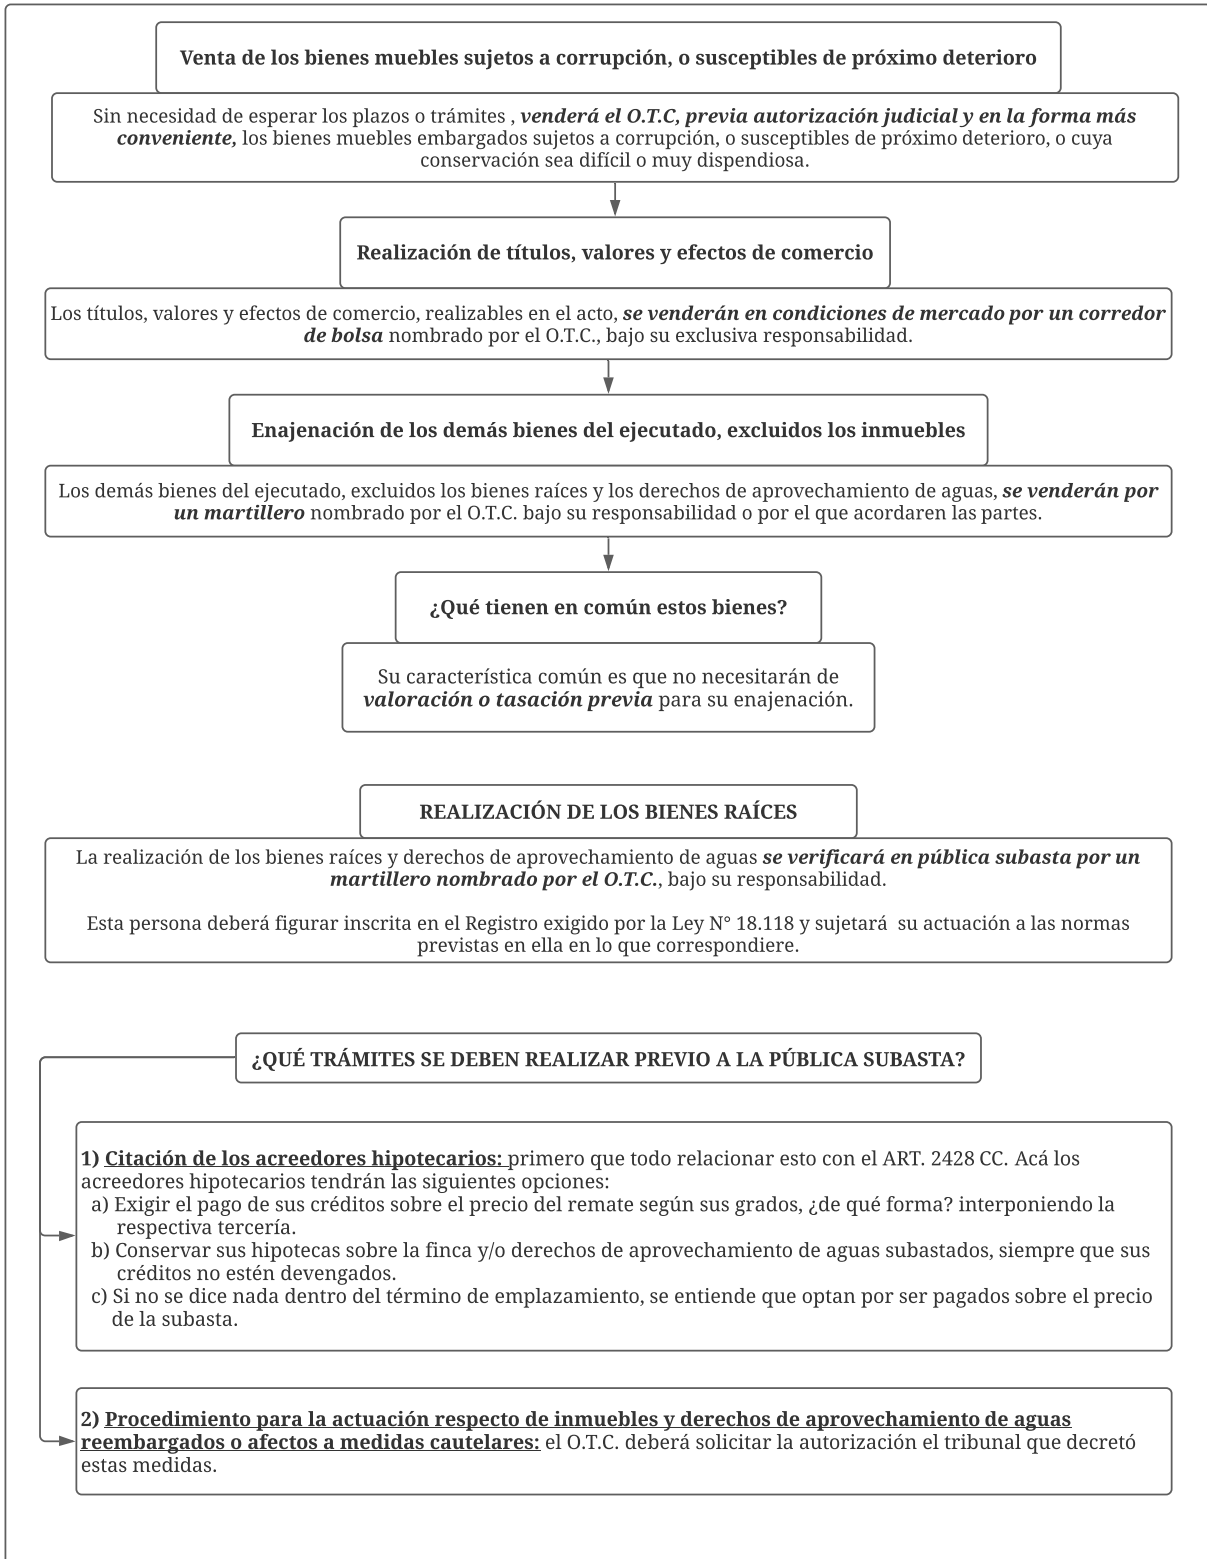 Venta de los bienes muebles sujetos a corrupción, o susceptibles de próximo deterioro
Sin necesidad de esperar los plazos o trámites , venderá el O.T.C, previa autorización judicial y en la forma más
conveniente, los bienes muebles embargados sujetos a corrupción, o susceptibles de próximo deterioro, o cuya
conservación sea difícil o muy dispendiosa.
Realización de títulos, valores y efectos de comercio
Los títulos, valores y efectos de comercio, realizables en el acto, se venderán en condiciones de mercado por un corredor
de bolsa nombrado por el O.T.C., bajo su exclusiva responsabilidad.
Enajenación de los demás bienes del ejecutado, excluidos los inmuebles
Los demás bienes del ejecutado, excluidos los bienes raíces y los derechos de aprovechamiento de aguas, se venderán por
un martillero nombrado por el O.T.C. bajo su responsabilidad o por el que acordaren las partes.
¿Qué tienen en común estos bienes?
Su característica común es que no necesitarán de
valoración o tasación previa para su enajenación.
REALIZACIÓN DE LOS BIENES RAÍCES
La realización de los bienes raíces y derechos de aprovechamiento de aguas se verificará en pública subasta por un
martillero nombrado por el O.T.C., bajo su responsabilidad.
Esta persona deberá figurar inscrita en el Registro exigido por la Ley N° 18.118 y sujetará  su actuación a las normas
previstas en ella en lo que correspondiere.
¿QUÉ TRÁMITES SE DEBEN REALIZAR PREVIO A LA PÚBLICA SUBASTA?
1) Citación de los acreedores hipotecarios: primero que todo relacionar esto con el ART. 2428 CC. Acá los
acreedores hipotecarios tendrán las siguientes opciones:
a) Exigir el pago de sus créditos sobre el precio del remate según sus grados, ¿de qué forma? interponiendo la
respectiva tercería.
b) Conservar sus hipotecas sobre la finca y/o derechos de aprovechamiento de aguas subastados, siempre que sus
créditos no estén devengados.
c) Si no se dice nada dentro del término de emplazamiento, se entiende que optan por ser pagados sobre el precio
de la subasta.
2) Procedimiento para la actuación respecto de inmuebles y derechos de aprovechamiento de aguas
reembargados o afectos a medidas cautelares: el O.T.C. deberá solicitar la autorización el tribunal que decretó
estas medidas.